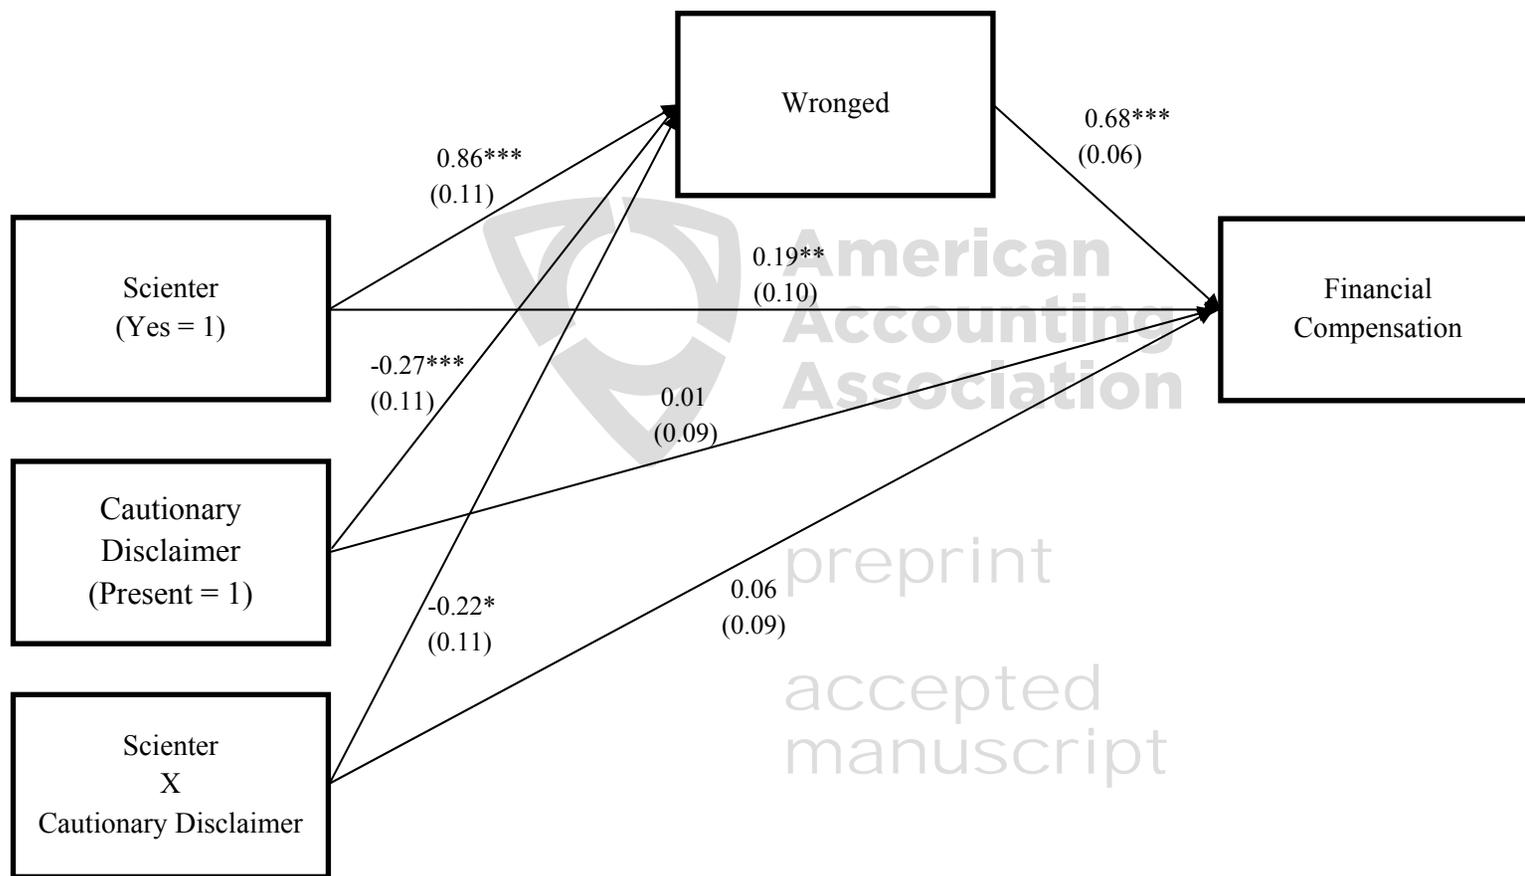 Wronged
0.68***
(0.06)
0.86***
(0.11)
Scienter
(Yes = 1)
0.19**
(0.10)
American
Accounting
Association
Financial
Compensation
-0.27***
(0.11)
0.01
(0.09)
Cautionary
Disclaimer
(Present = 1)
-0.22*
(0.11)
0.06
(0.09)
preprint
accepted
manuscript
Scienter
X
Cautionary Disclaimer